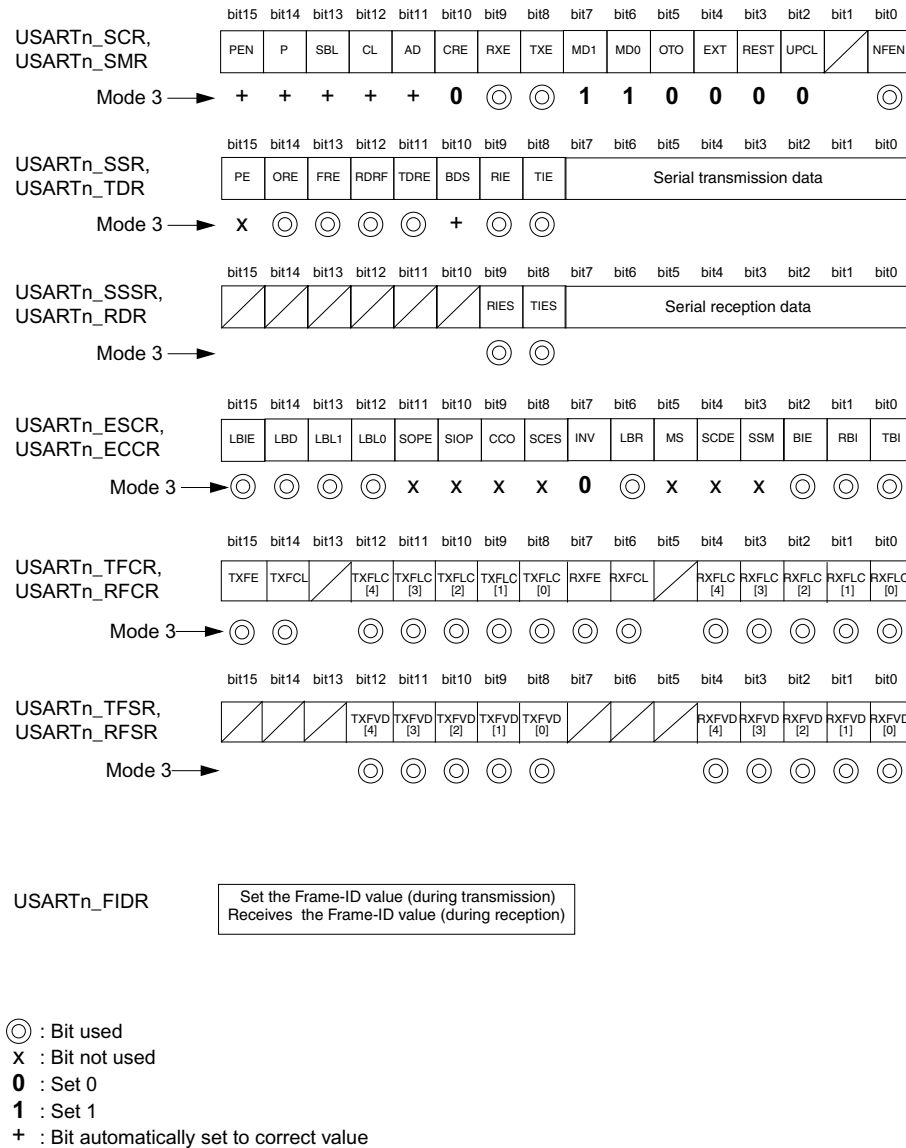 bit15 bit14 bit13 bit12 bit11 bit10 bit9 bit8 bit7 bit6 bit5 bit4 bit3 bit2 bit1 bit0
USARTn_SCR,
USARTn_SMR
PEN P SBL CL AD CRE RXE TXE MD1 MD0 OTO EXT REST UPCL NFEN
Mode 3 + + + + + 0 ◎ ◎ 1 1 0 0 0 0 ◎
bit15 bit14 bit13 bit12 bit11 bit10 bit9 bit8 bit7 bit6 bit5 bit4 bit3 bit2 bit1 bit0
USARTn_SSR,
USARTn_TDR
PE ORE FRE RDRF TDRE BDS RIE TIE Serial transmission data
Mode 3 x ◎ ◎ ◎ ◎ + ◎ ◎
bit15 bit14 bit13 bit12 bit11 bit10 bit9 bit8 bit7 bit6 bit5 bit4 bit3 bit2 bit1 bit0
USARTn_SSSR,
USARTn_RDR
RIES TIES Serial reception data
Mode 3 ◎ ◎
bit15 bit14 bit13 bit12 bit11 bit10 bit9 bit8 bit7 bit6 bit5 bit4 bit3 bit2 bit1 bit0
USARTn_ESCR,
USARTn_ECCR
LBIE LBD LBL1 LBL0 SOPE SIOP CCO SCES INV LBR MS SCDE SSM BIE RBI TBI
Mode 3 ◎ ◎ ◎ ◎ x x x x 0 ◎ x x x ◎ ◎ ◎
bit15 bit14 bit13 bit12 bit11 bit10 bit9 bit8 bit7 bit6 bit5 bit4 bit3 bit2 bit1 bit0
USARTn_TFCR,
USARTn_RFCR
TXFE TXFCL TXFLC [4] TXFLC [3] TXFLC [2] TXFLC [1] TXFLC [0] RXFE RXFCL RXFLC [4] RXFLC [3] RXFLC [2] RXFLC [1] RXFLC [0]
Mode 3 ◎ ◎ ◎ ◎ ◎ ◎ ◎ ◎ ◎ ◎ ◎ ◎ ◎ ◎
bit15 bit14 bit13 bit12 bit11 bit10 bit9 bit8 bit7 bit6 bit5 bit4 bit3 bit2 bit1 bit0
USARTn_TFSR,
USARTn_RFSR
TXFVD [4] TXFVD [3] TXFVD [2] TXFVD [1] TXFVD [0] RXFVD [4] RXFVD [3] RXFVD [2] RXFVD [1] RXFVD [0]
Mode 3 ◎ ◎ ◎ ◎ ◎ ◎ ◎ ◎ ◎ ◎
USARTn_FIDR
Set the Frame-ID value (during transmission)
Receives the Frame-ID value (during reception)
◎ : Bit used
x : Bit not used
0 : Set 0
1 : Set 1
+ : Bit automatically set to correct value